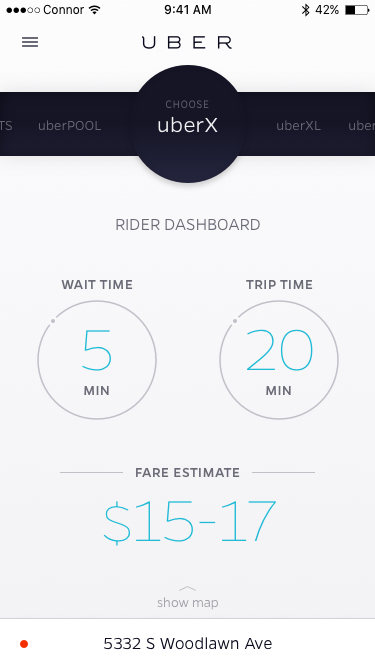 Connor 9:41 AM 42%
UBER
CHOOSE
TS uberPOOL uberX uberXL uber
RIDER DASHBOARD
WAIT TIME TRIP TIME
5 20
MIN MIN
FARE ESTIMATE
$15-17
show map
5332 S Woodlawn Ave